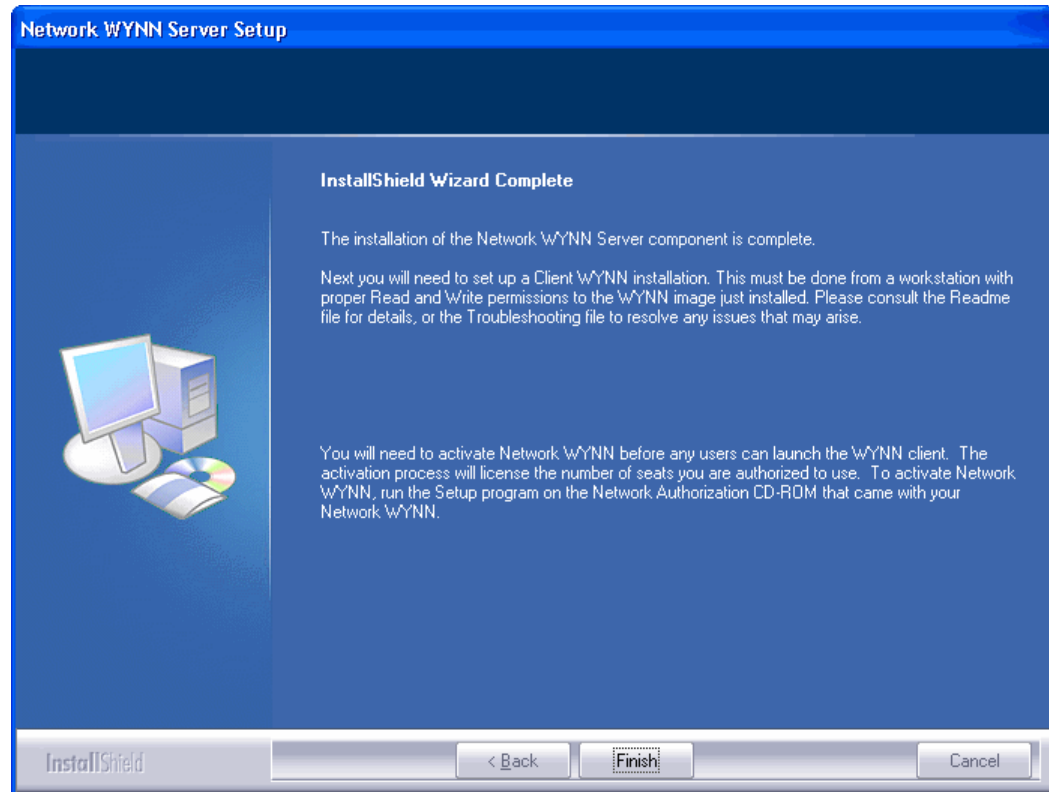 Network WYNN Server Setup
InstallShield Wizard Complete
The installation of the Network WYNN Server component is complete.
Next you will need to set up a Client WYNN installation. This must be done from a workstation with
proper Read and Write permissions to the WYNN image just installed. Please consult the Readme
file for details, or the Troubleshooting file to resolve any issues that may arise.
You will need to activate Network WYNN before any users can launch the WYNN client.  The
activation process will license the number of seats you are authorized to use.  To activate Network
WYNN, run the Setup program on the Network Authorization CD-ROM that came with your
Network WYNN.
InstallShield
< Back
Finish
Cancel